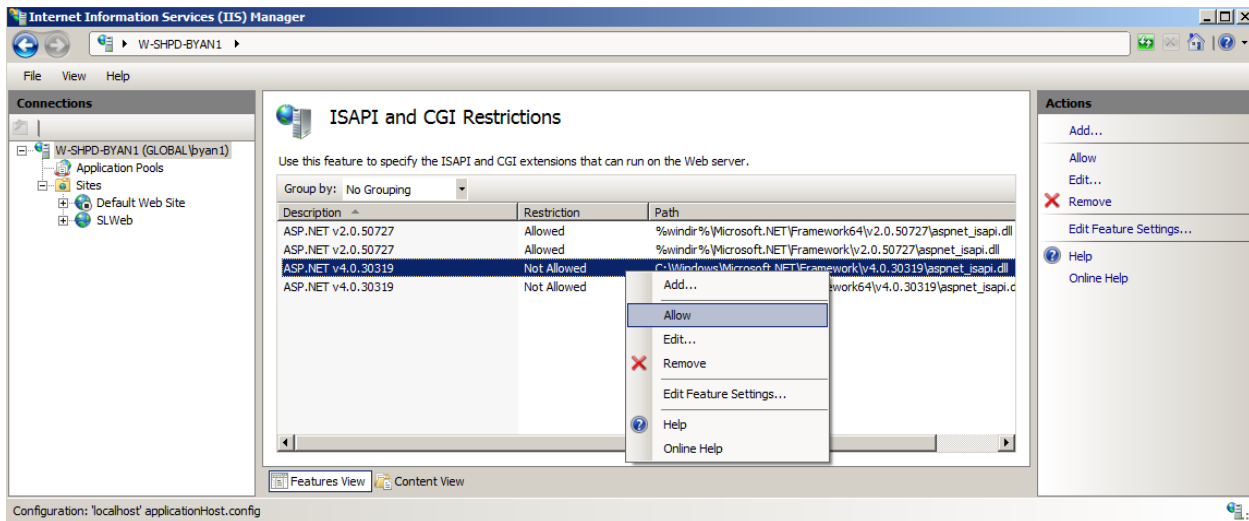 Internet Information Services (IIS) Manager
W-SHPD-BYAN1
File View Help
Connections
W-SHPD-BYAN1 (GLOBAL\byan1)
Application Pools
Sites
Default Web Site
SLWeb
ISAPI and CGI Restrictions
Use this feature to specify the ISAPI and CGI extensions that can run on the Web server.
Group by: No Grouping
Description Restriction Path
ASP.NET v2.0.50727 Allowed %windir%\Microsoft.NET\Framework64\v2.0.50727\aspnet_isapi.dll
ASP.NET v2.0.50727 Allowed %windir%\Microsoft.NET\Framework\v2.0.50727\aspnet_isapi.dll
ASP.NET v4.0.30319 Not Allowed C:\Windows\Microsoft.NET\Framework\v4.0.30319\aspnet_isapi.dll
ASP.NET v4.0.30319 Not Allowed ework64\v4.0.30319\aspnet_isapi.d
Add...
Allow
Edit...
Remove
Edit Feature Settings...
Help
Online Help
Features View Content View
Actions
Add...
Allow
Edit...
Remove
Edit Feature Settings...
Help
Online Help
Configuration: 'localhost' applicationHost.config